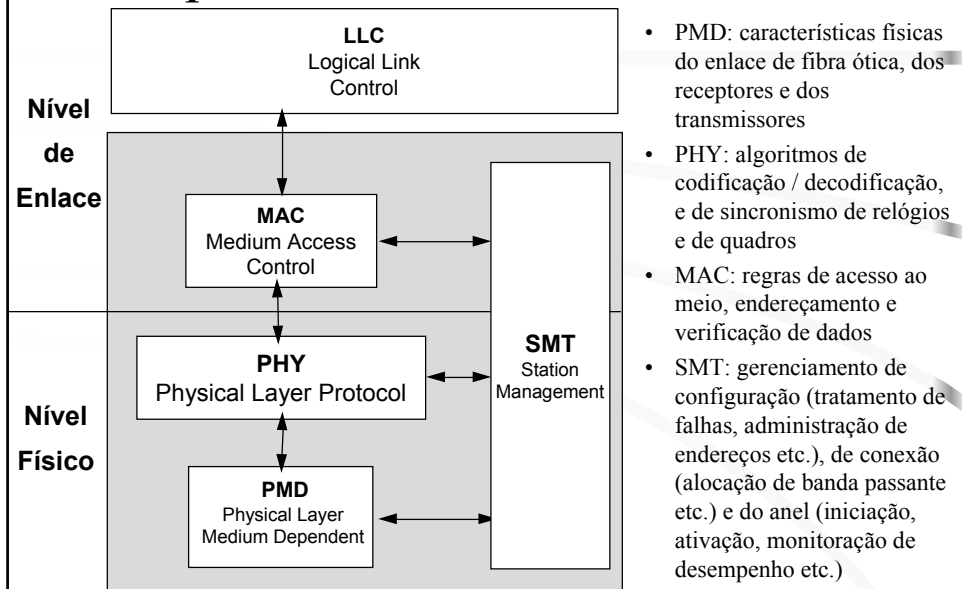 LLC
Logical Link
Control
Nível
de
Enlace
MAC
Medium Access
Control
PHY
Physical Layer Protocol
SMT
Station
Management
Nível
Físico
PMD
Physical Layer
Medium Dependent
• PMD: características físicas
do enlace de fibra ótica, dos
receptores e dos
transmissores
• PHY: algoritmos de
codificação / decodificação,
e de sincronismo de relógios
e de quadros
• MAC: regras de acesso ao
meio, endereçamento e
verificação de dados
• SMT: gerenciamento de
configuração (tratamento de
falhas, administração de
endereços etc.), de conexão
(alocação de banda passante
etc.) e do anel (iniciação,
ativação, monitoração de
desempenho etc.)